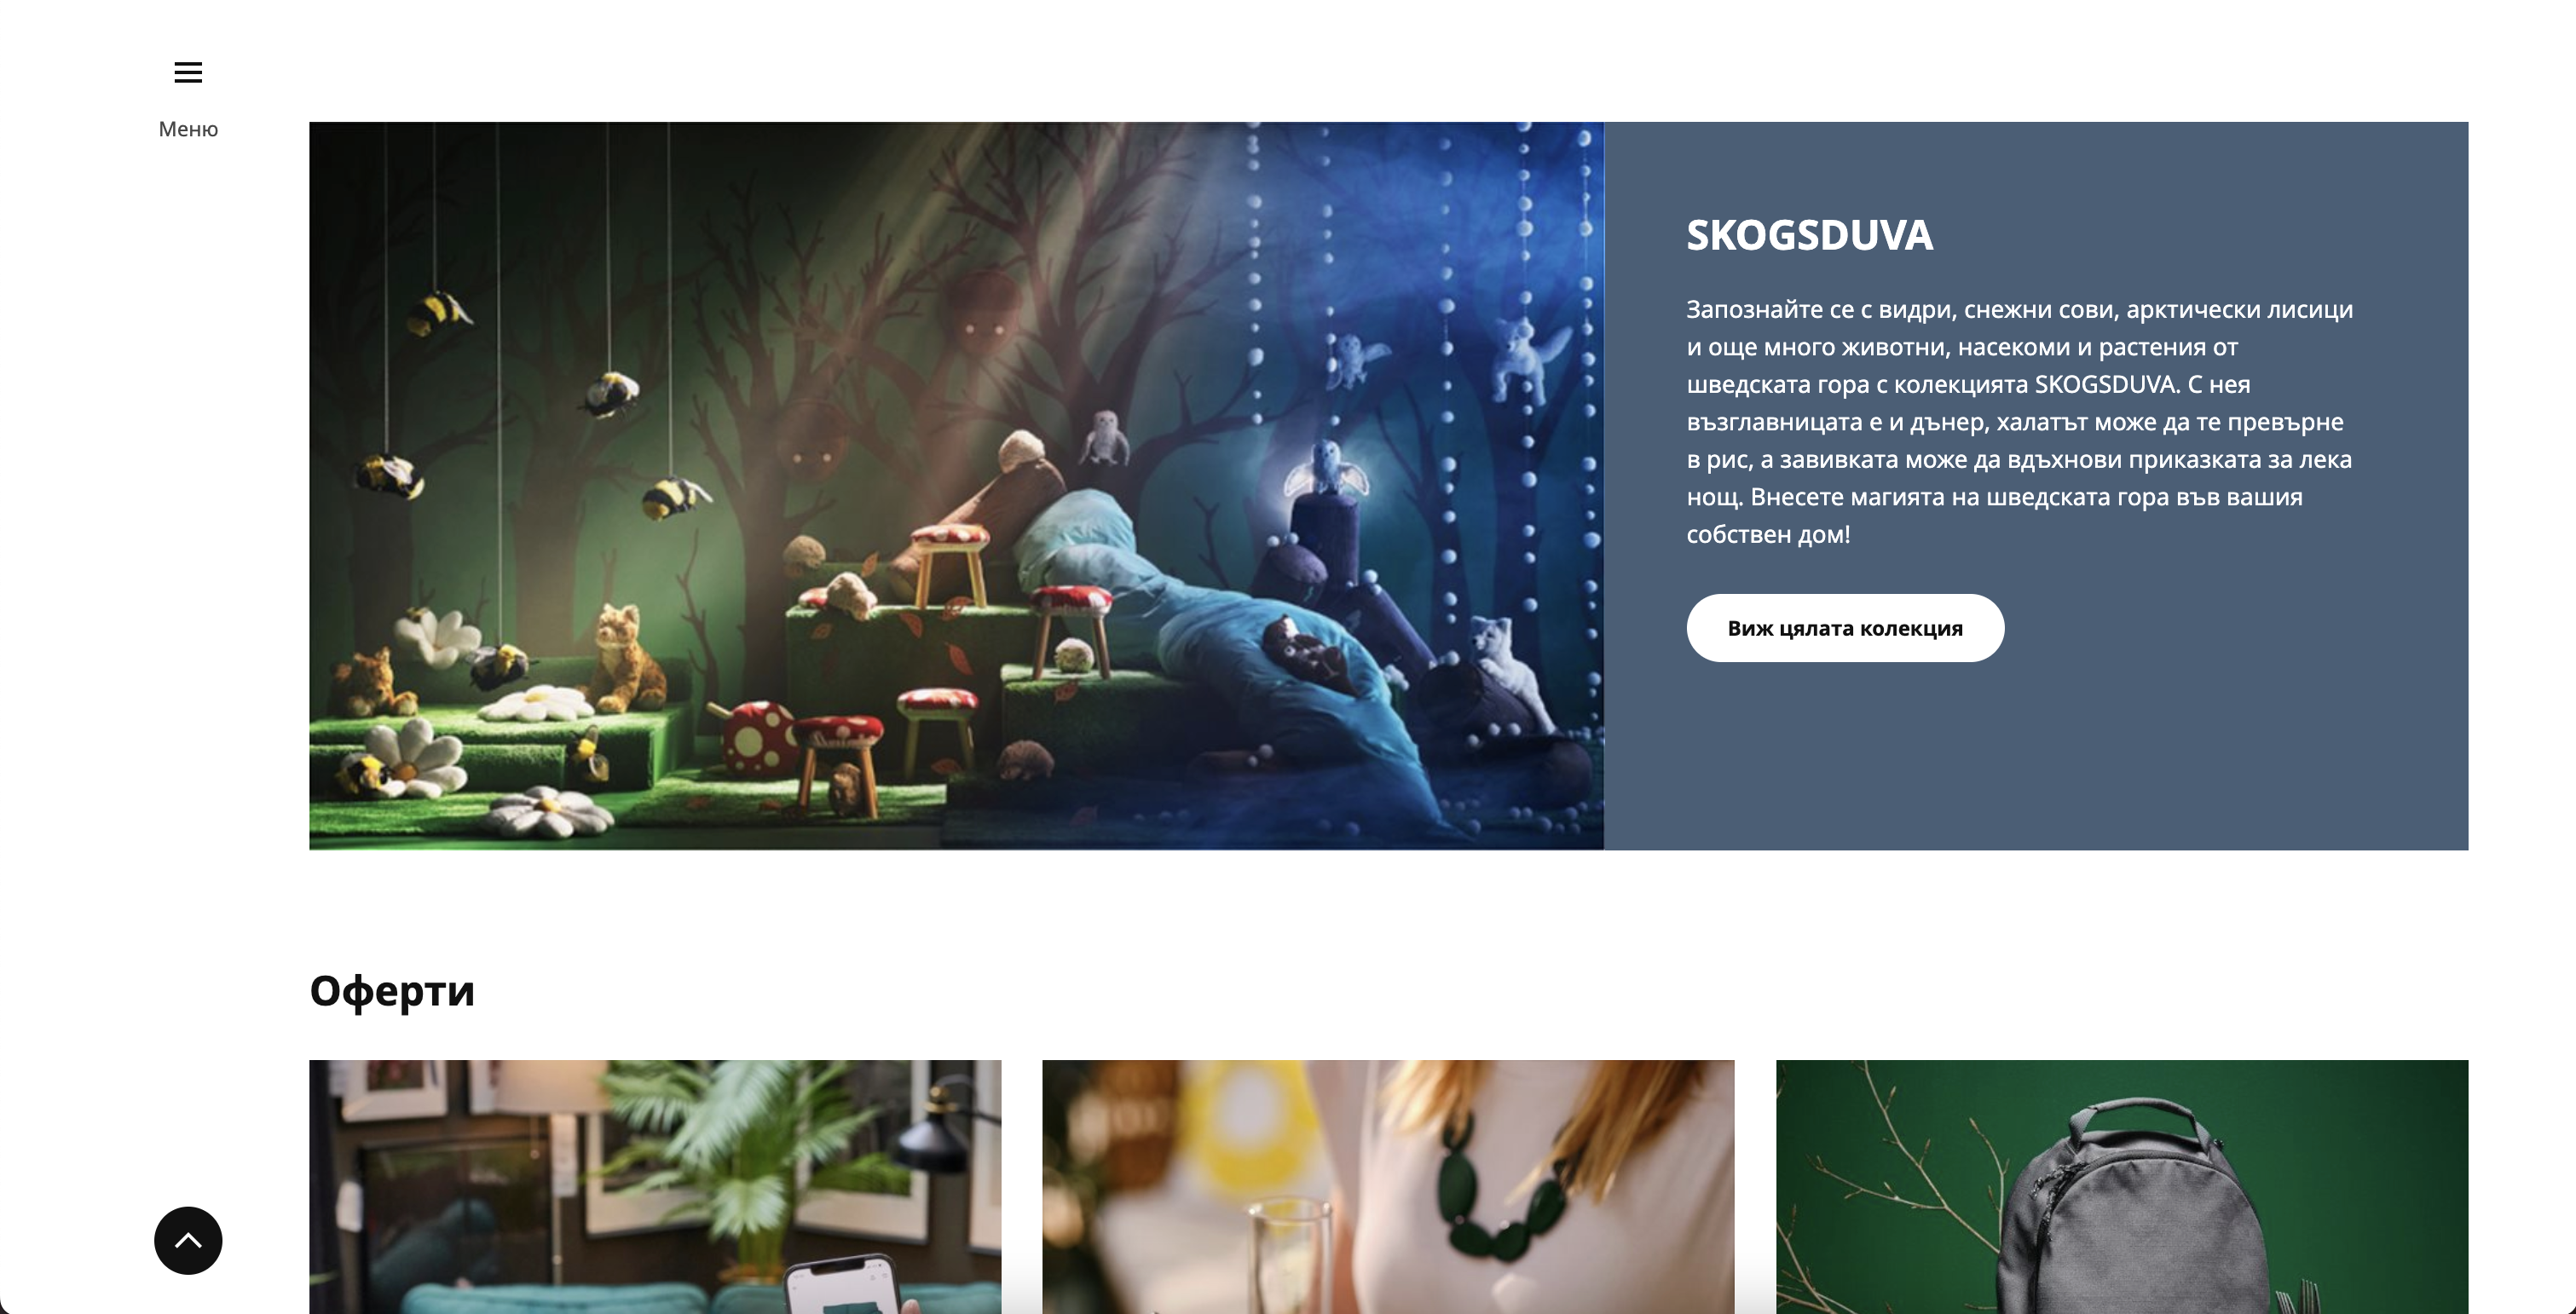 Меню
SKOGSDUVA
Запознайте се с видри, снежни сови, арктически лисици
и още много животни, насекоми и растения от
шведската гора с колекцията SKOGSDUVA. С нея
възглавницата е и дънер, халатът може да те превърне
в рис, а завивката може да вдъхнови приказката за лека
нощ. Внесете магията на шведската гора във вашия
собствен дом!
Виж цялата колекция
Оферти